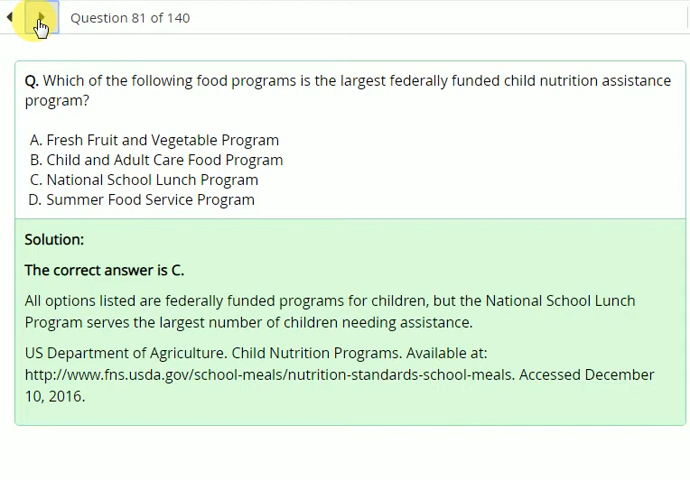 Question 81 of 140
Q. Which of the following food programs is the largest federally funded child nutrition assistance
program?
A. Fresh Fruit and Vegetable Program
B. Child and Adult Care Food Program
C. National School Lunch Program
D. Summer Food Service Program
Solution:
The correct answer is C.
All options listed are federally funded programs for children, but the National School Lunch
Program serves the largest number of children needing assistance.
US Department of Agriculture. Child Nutrition Programs. Available at:
http://www.fns.usda.gov/school-meals/nutrition-standards-school-meals. Accessed December
10, 2016.